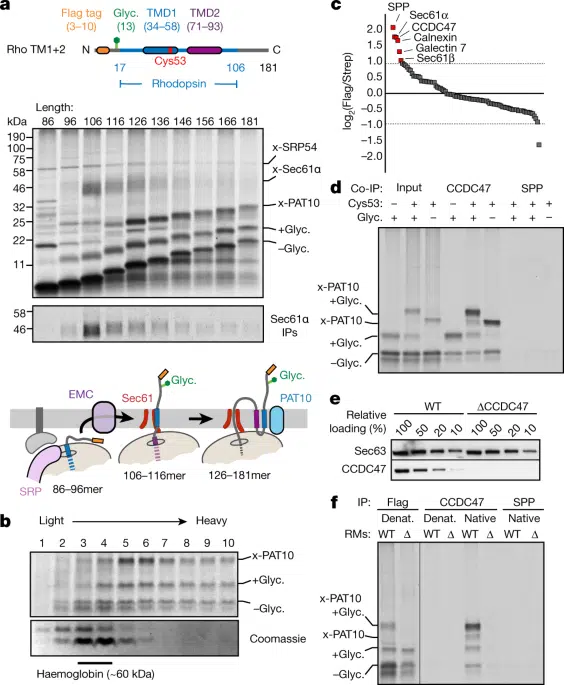 a
Flag tag Glyc. TMD1 TMD2
(3–10) (13) (34–58) (71–93)
Rho TM1+2 N C
Cys53
17 106 181
Rhodopsin
Length:
kDa 86 96 106 116 126 136 146 156 166 181
190
100
75
58
46
32
25
22
11
x-SRP54
x-Sec61α
x-PAT10
+Glyc.
–Glyc.
58
46
Sec61α
IPs
EMC
Sec61
Glyc.
Glyc.
PAT10
SRP
86–96mer
106–116mer
126–181mer
b
Light Heavy
1 2 3 4 5 6 7 8 9 10
x-PAT10
+Glyc.
–Glyc.
Coomassie
Haemoglobin (~60 kDa)
c
SPP
Sec61α
CCDC47
Calnexin
Galectin 7
Sec61β
log2(Flag/Strep)
2.0
1.5
1.0
0.5
0.0
–0.5
–1.0
–1.5
–2.0
d
Co-IP: Input CCDC47 SPP
Cys53: – + + – + + + + +
Glyc.: + + – + + – + + –
x-PAT10
+Glyc.
x-PAT10
+Glyc.
–Glyc.
e
WT ΔCCDC47
Relative
loading (%)
100 50 20 10 100 50 20 10
Sec63
CCDC47
f
IP: Flag CCDC47 SPP
Denat. Denat. Native Native
RMs: WT Δ WT Δ WT Δ WT Δ
x-PAT10
+Glyc.
x-PAT10
+Glyc.
–Glyc.